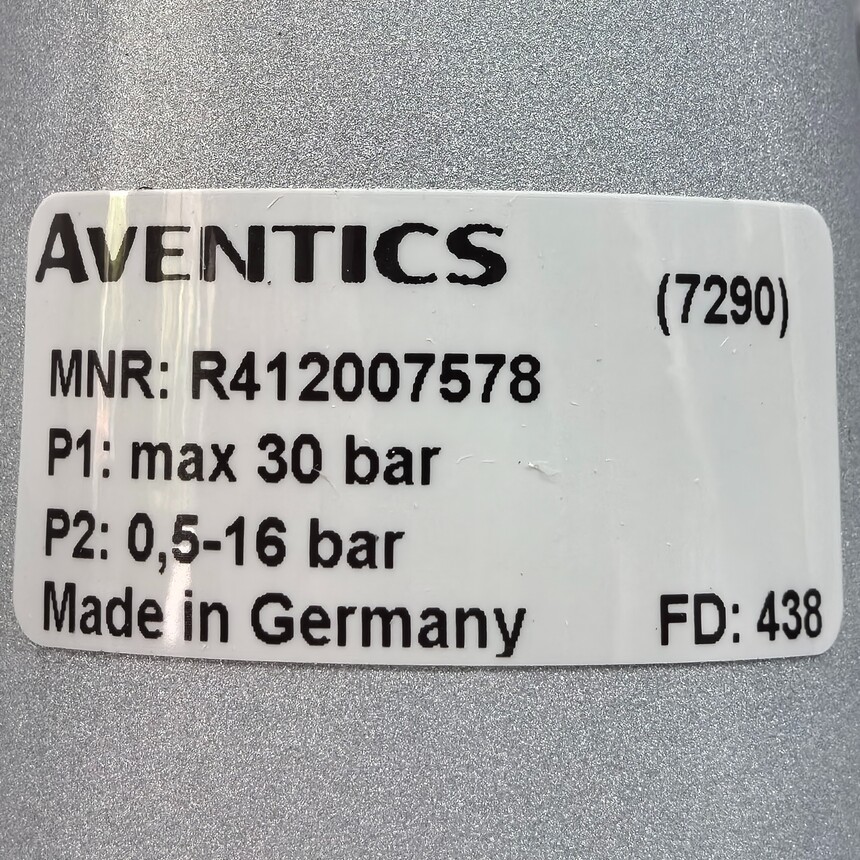 AVENTICS
(7290)
MNR: R412007578
P1: max 30 bar
P2: 0,5-16 bar
Made in Germany FD: 438